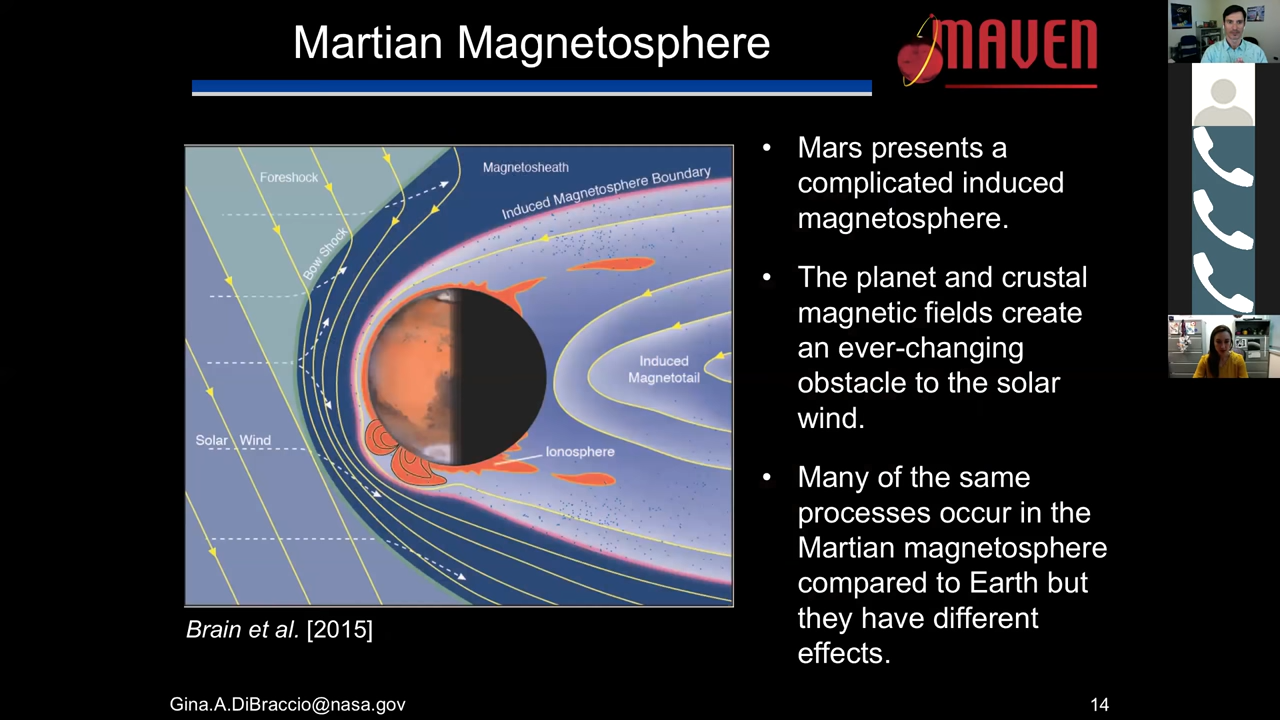 Martian Magnetosphere
MAVEN
Foreshock
Magnetosheath
Induced Magnetosphere Boundary
Bow Shock
Induced
Magnetotail
Solar Wind
Ionosphere
Brain et al. [2015]
• Mars presents a
complicated induced
magnetosphere.
• The planet and crustal
magnetic fields create
an ever-changing
obstacle to the solar
wind.
• Many of the same
processes occur in the
Martian magnetosphere
compared to Earth but
they have different
effects.
Gina.A.DiBraccio@nasa.gov
14